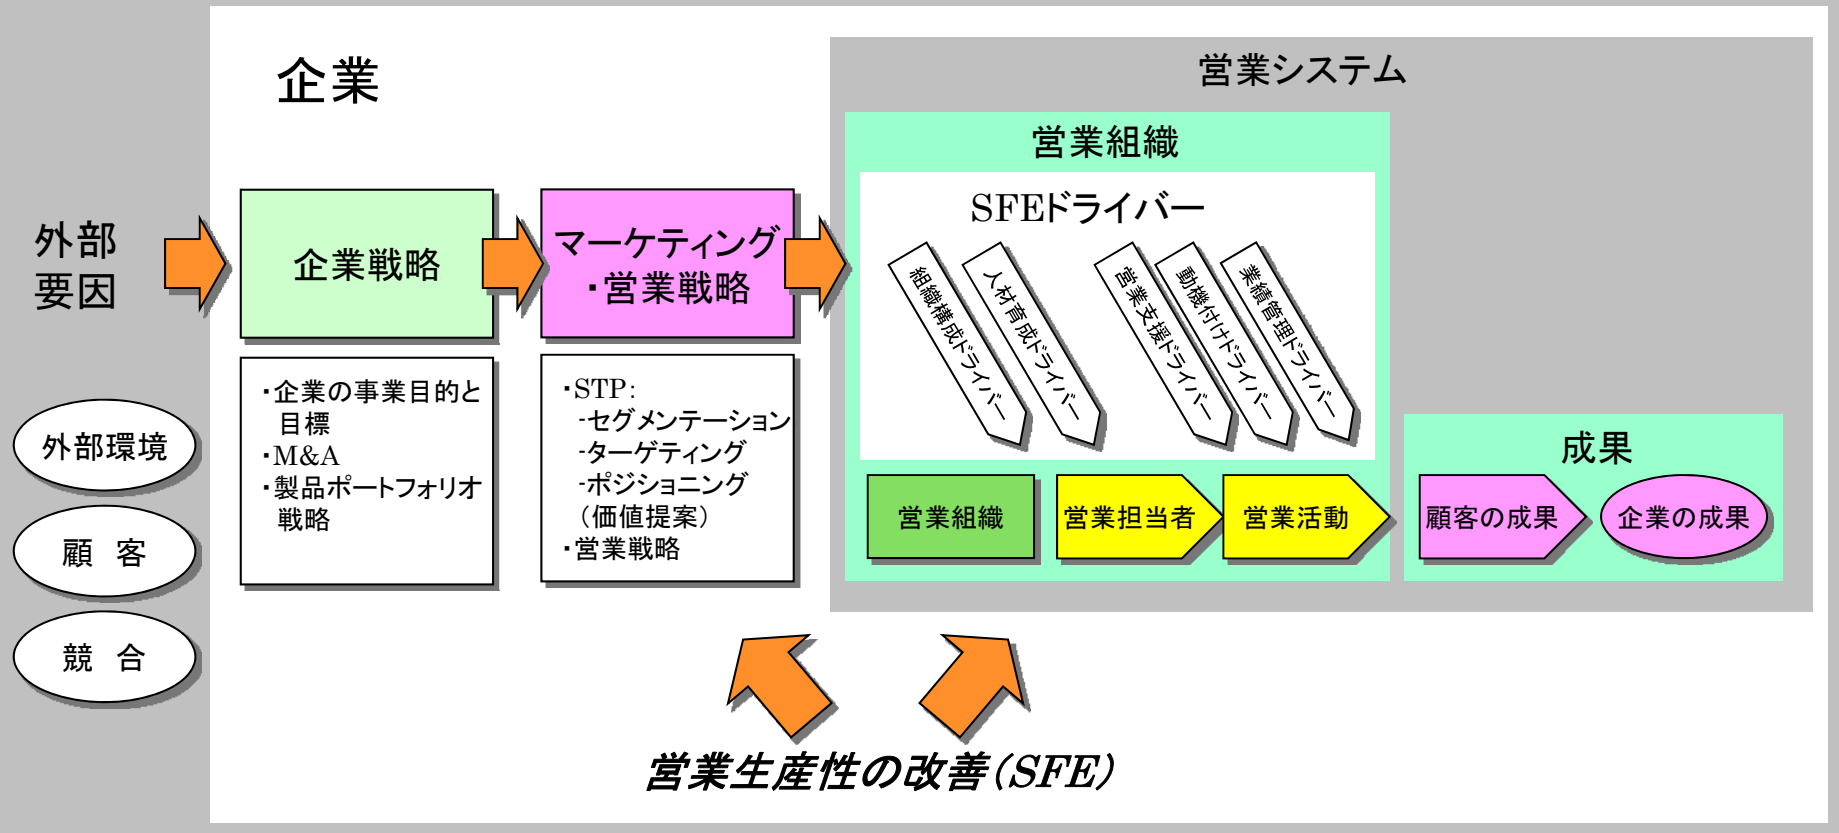 企業
営業システム
営業組織
SFEドライバー
外部
要因
企業戦略
マーケティング
・営業戦略
組織構成ドライバー
人材育成ドライバー
営業支援ドライバー
動機付けドライバー
業績管理ドライバー
・企業の事業目的と
目標
・M&A
・製品ポートフォリオ
戦略
・STP:
-セグメンテーション
-ターゲティング
-ポジショニング
（価値提案）
・営業戦略
外部環境
顧 客
競 合
営業組織
営業担当者
営業活動
成果
顧客の成果
企業の成果
営業生産性の改善（SFE）